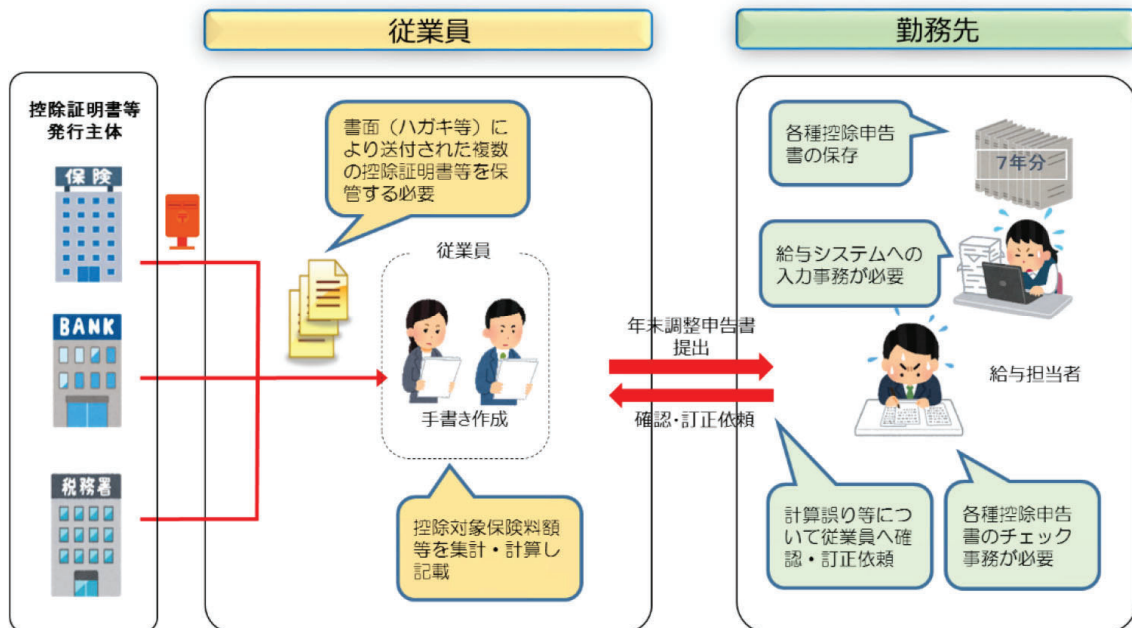 従業員
勤務先
控除証明書等
発行主体
保険
BANK
税務署
書面（ハガキ等）に
より送付された複数
の控除証明書等を保
管する必要
従業員
手書き作成
控除対象保険料額
等を集計・計算し
記載
年末調整申告書
提出
確認・訂正依頼
各種控除申告
書の保存
7年分
給与システムへの
入力事務が必要
給与担当者
計算誤り等につ
いて従業員へ確
認・訂正依頼
各種控除申告
書のチェック
事務が必要